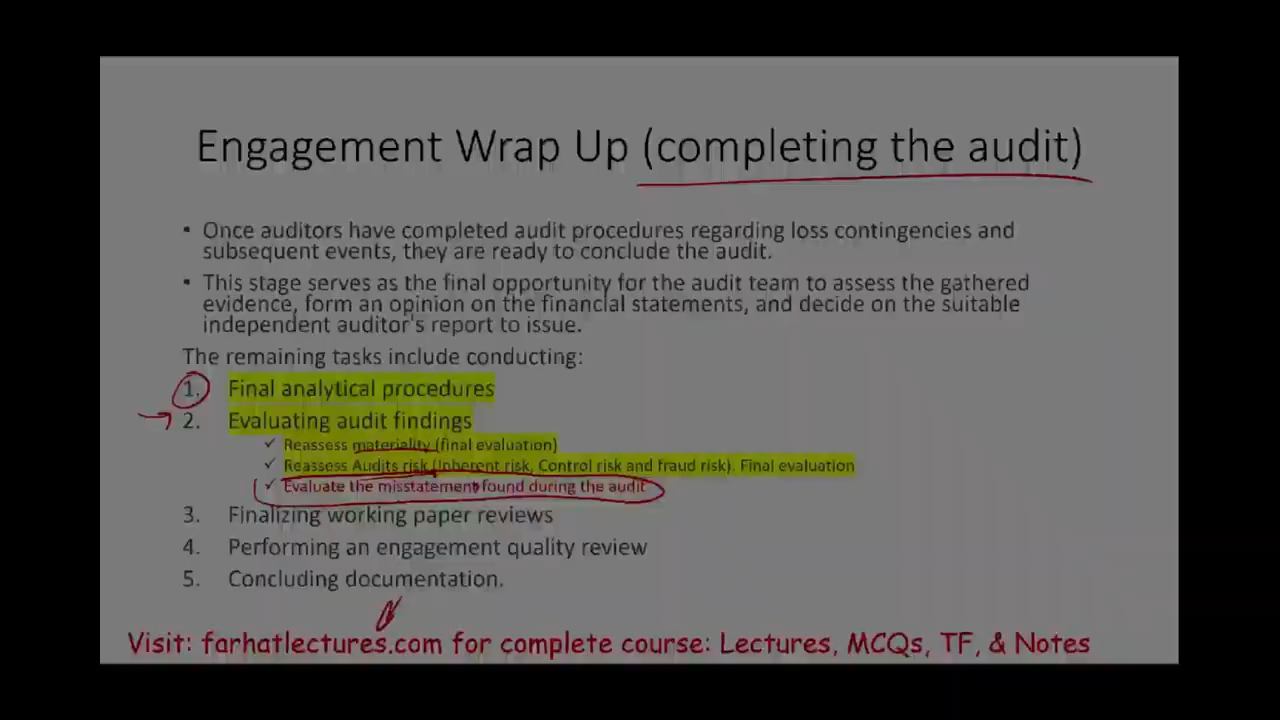 Engagement Wrap Up (completing the audit)
• Once auditors have completed audit procedures regarding loss contingencies and
subsequent events, they are ready to conclude the audit.
• This stage serves as the final opportunity for the audit team to assess the gathered
evidence, form an opinion on the financial statements, and decide on the suitable
independent auditor's report to issue.
The remaining tasks include conducting:
1. Final analytical procedures
2. Evaluating audit findings
✓ Reassess materiality (final evaluation)
✓ Reassess Audits risk (Inherent risk, Control risk and fraud risk). Final evaluation
✓ Evaluate the misstatement found during the audit
3. Finalizing working paper reviews
4. Performing an engagement quality review
5. Concluding documentation.
Visit: farhatlectures.com for complete course: Lectures, MCQs, TF, & Notes